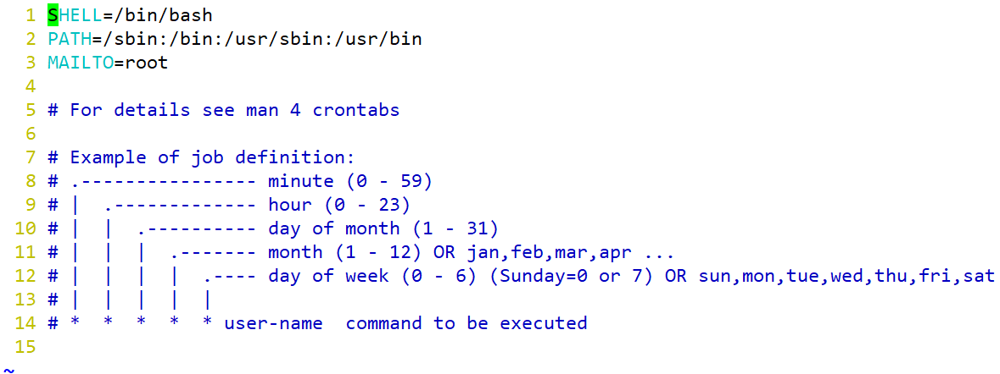 1 SHELL=/bin/bash
2 PATH=/sbin:/bin:/usr/sbin:/usr/bin
3 MAILTO=root
4
5 # For details see man 4 crontabs
6
7 # Example of job definition:
8 # .---------------- minute (0 - 59)
9 # |  .------------- hour (0 - 23)
10 # |  |  .---------- day of month (1 - 31)
11 # |  |  |  .------- month (1 - 12) OR jan,feb,mar,apr ...
12 # |  |  |  |  .---- day of week (0 - 6) (Sunday=0 or 7) OR sun,mon,tue,wed,thu,fri,sat
13 # |  |  |  |  |
14 # *  *  *  *  * user-name  command to be executed
15
~